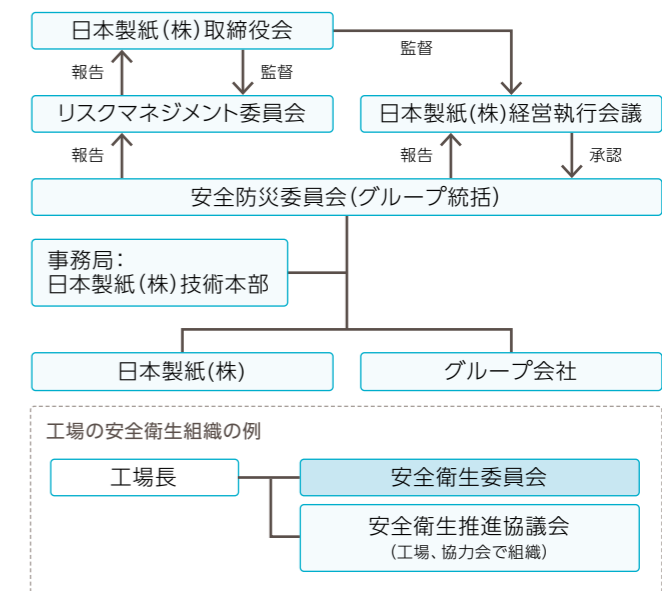 日本製紙(株)取締役会
監督
報告
監督
リスクマネジメント委員会
日本製紙(株)経営執行会議
報告
報告
承認
安全防災委員会(グループ統括)
事務局:
日本製紙(株)技術本部
日本製紙(株)
グループ会社
工場の安全衛生組織の例
工場長
安全衛生委員会
安全衛生推進協議会
(工場、協力会で組織)